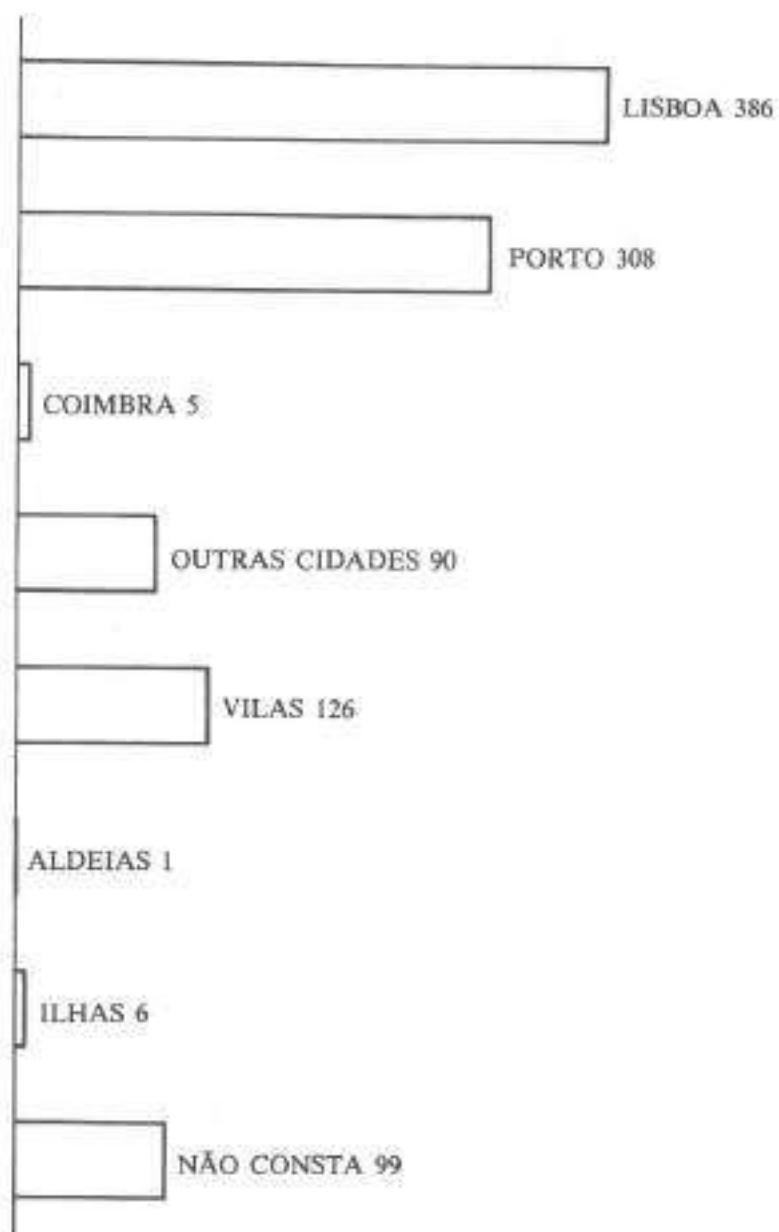 LISBOA 386
PORTO 308
COIMBRA 5
OUTRAS CIDADES 90
VILAS 126
ALDEIAS 1
ILHAS 6
NÃO CONSTA 99